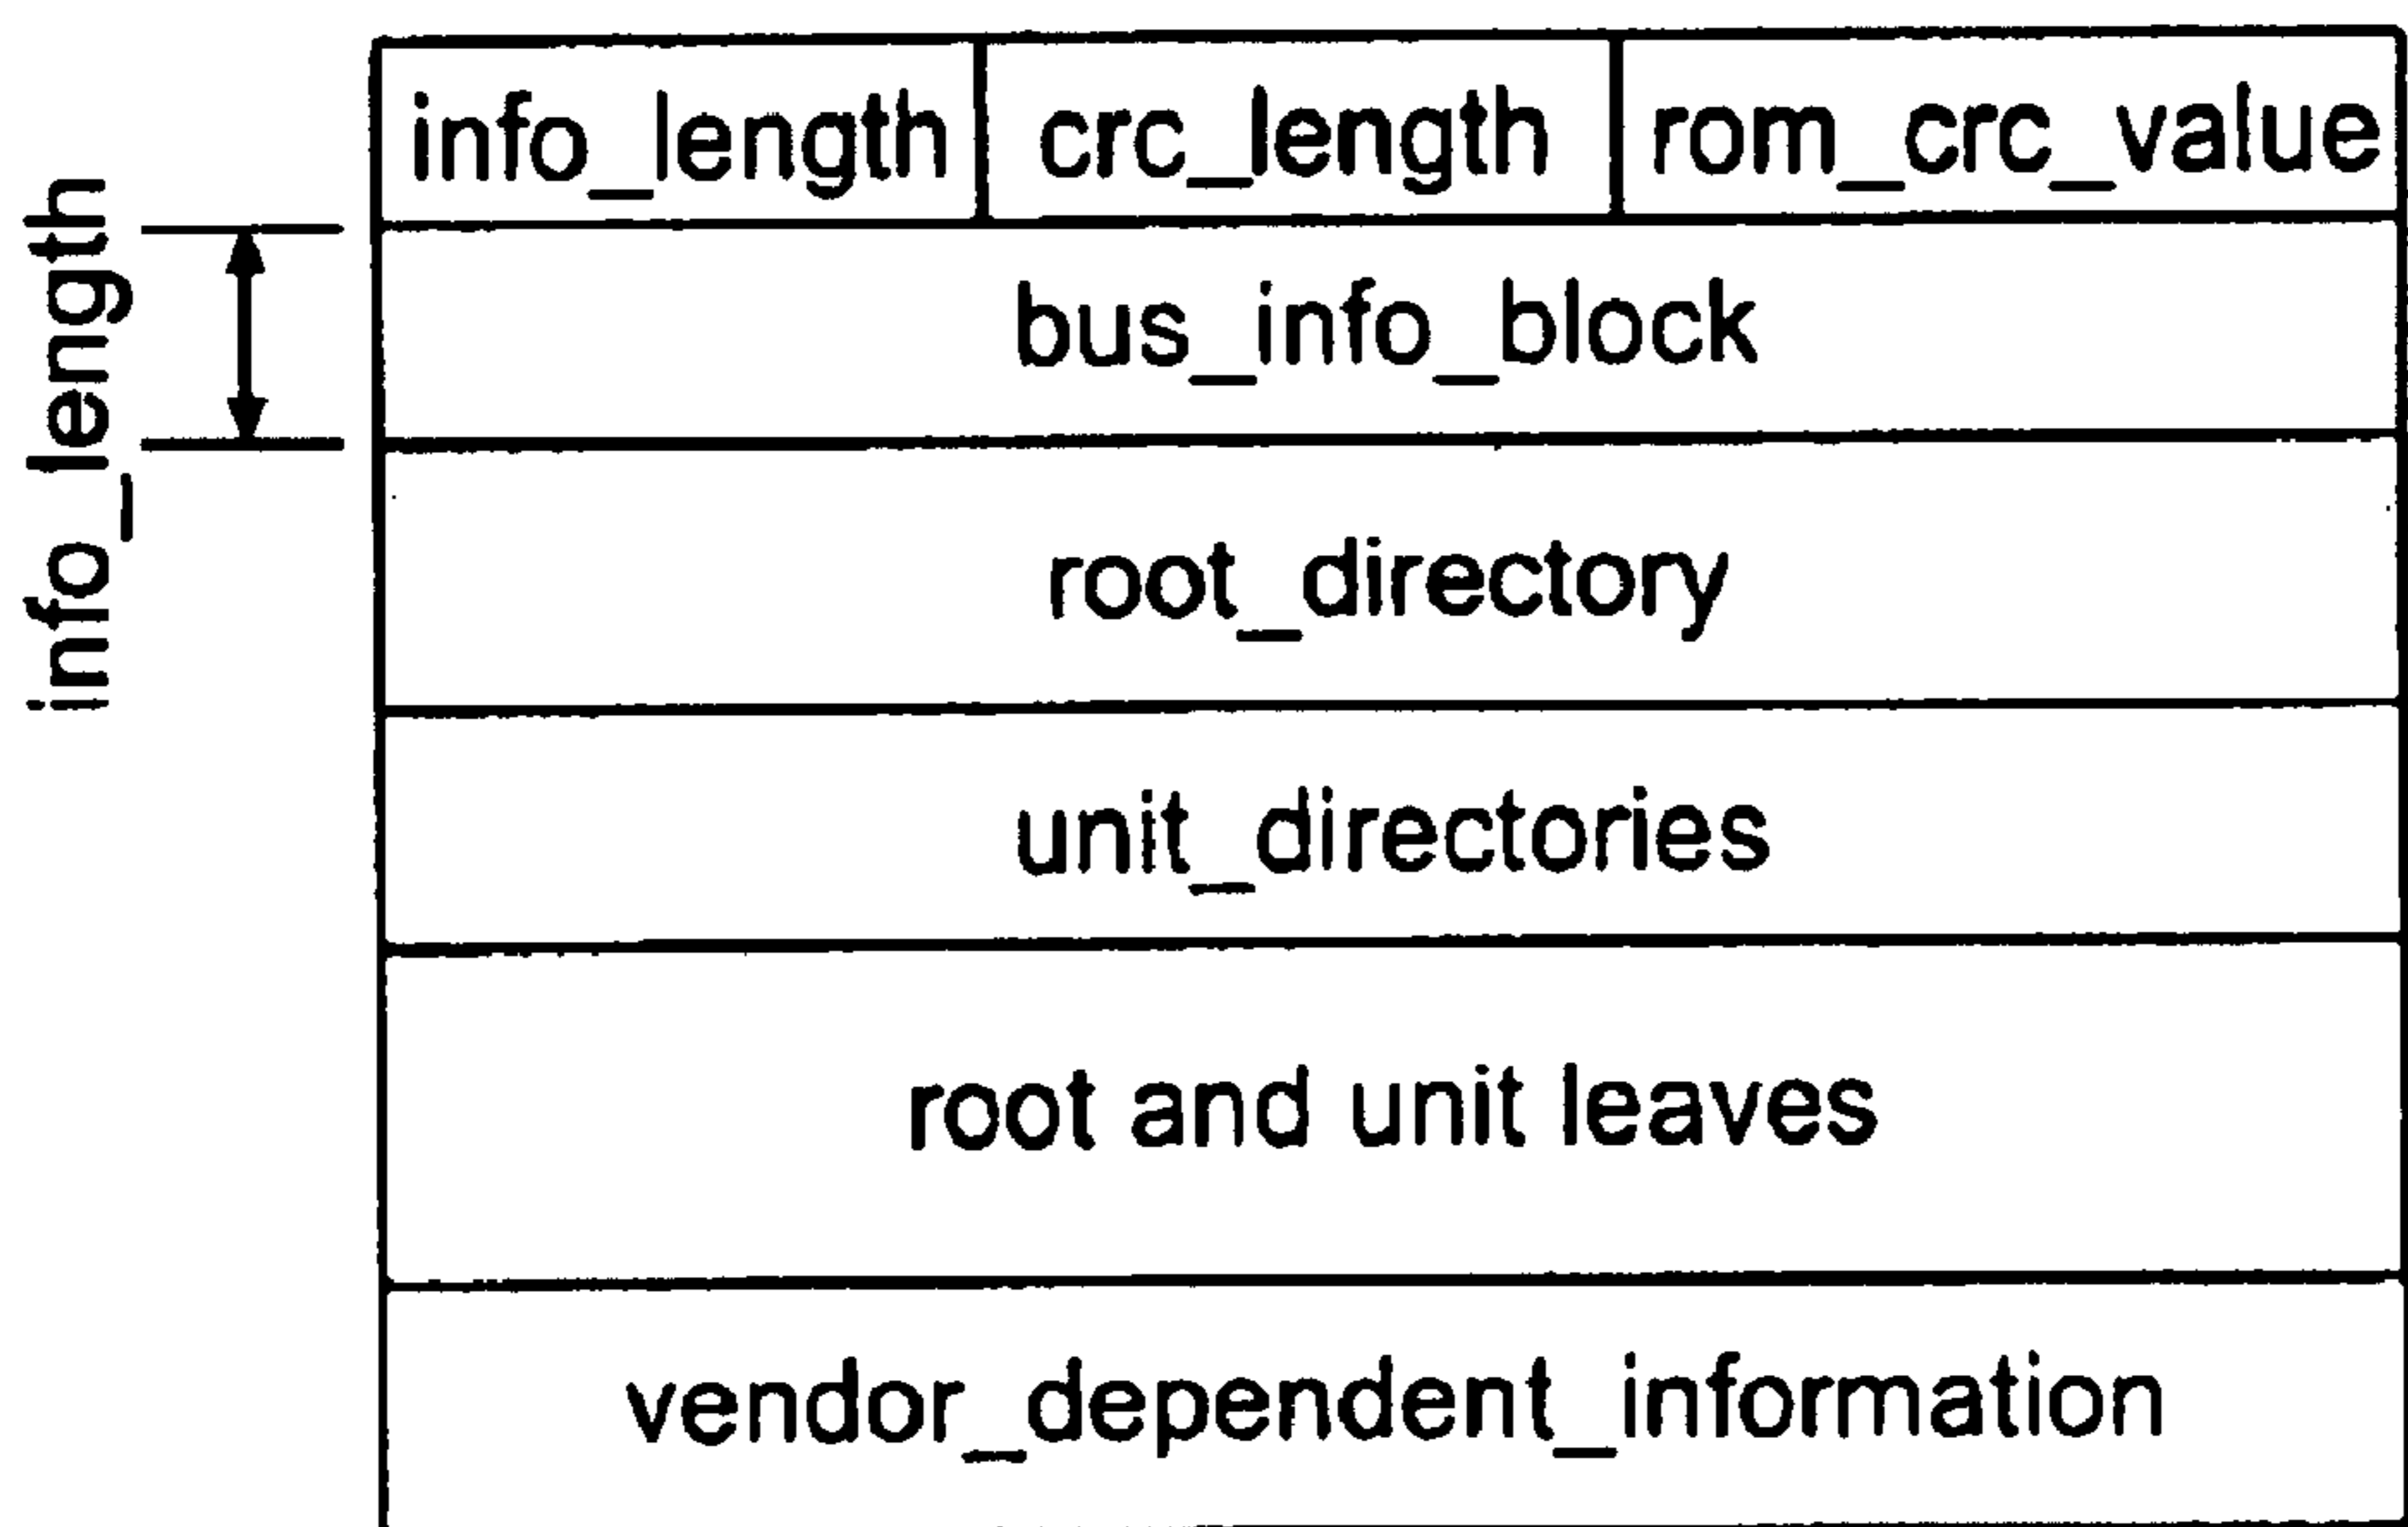 info_length crc_length rom_crc_value
info_length
bus_info_block
root_directory
unit_directories
root and unit leaves
vendor_dependent_information